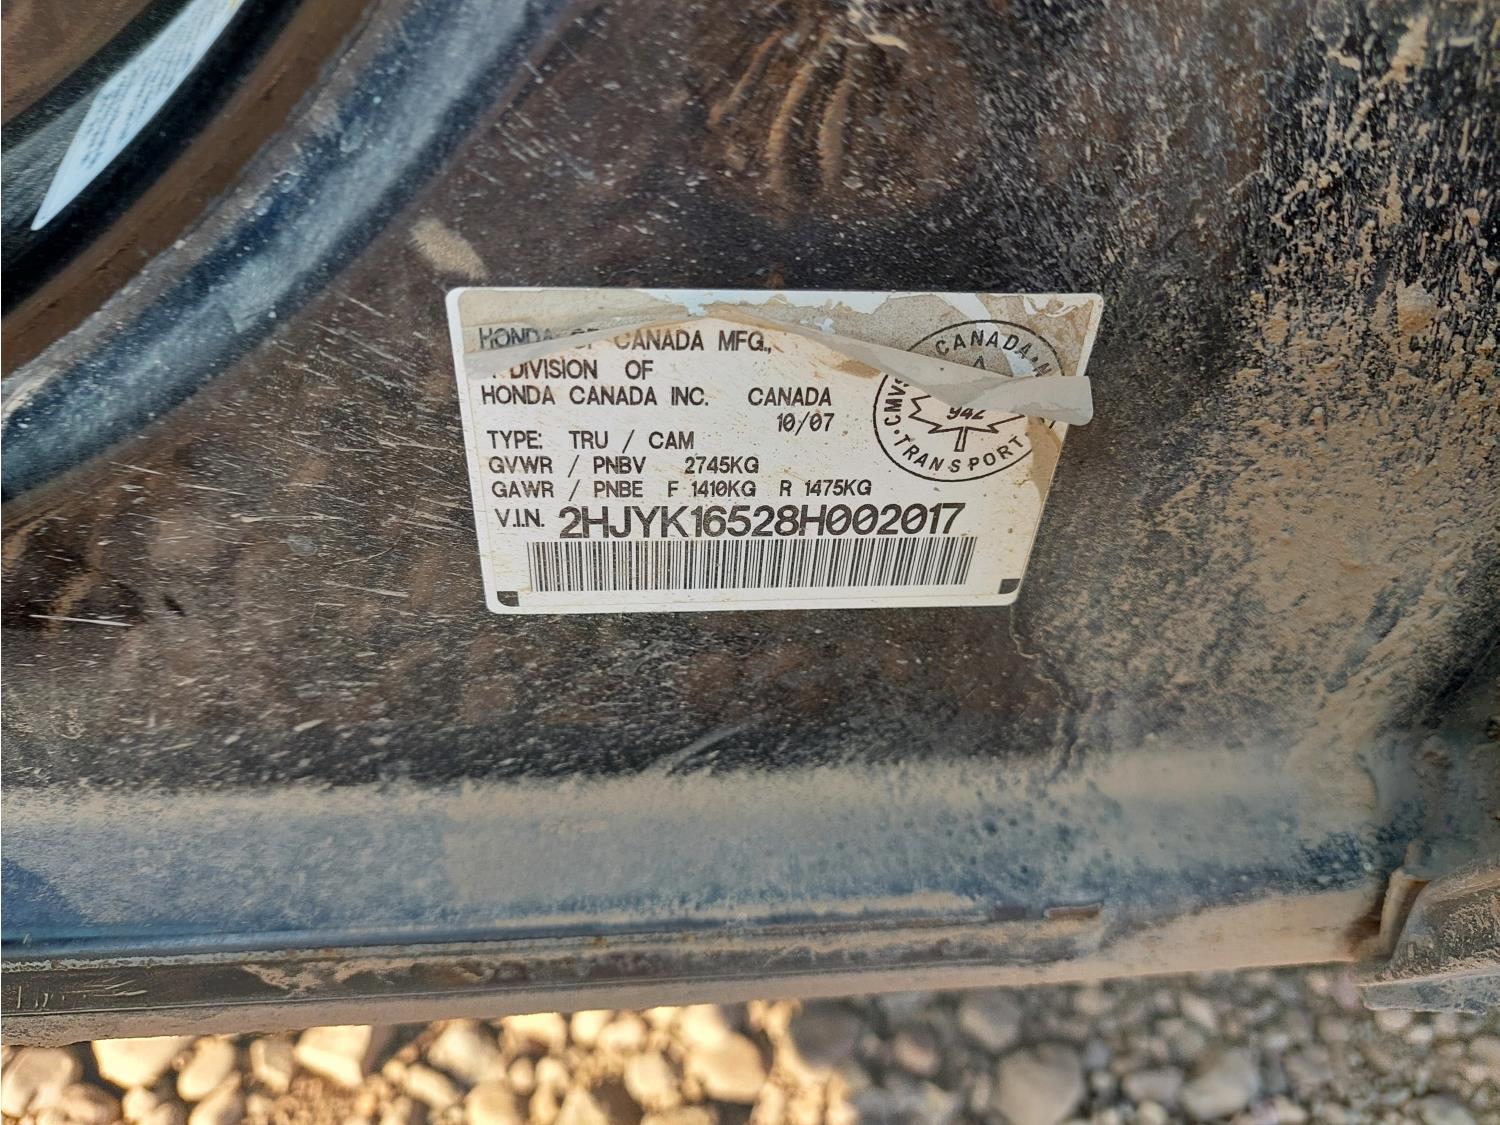 HONDA OF CANADA MFG.,
DIVISION OF
HONDA CANADA INC. CANADA
10/07
TYPE: TRU / CAM
GVWR / PNBV 2745KG
GAWR / PNBE F 1410KG R 1475KG
V.I.N. 2HJYK16528H002017
CANADA
TRANSPORT